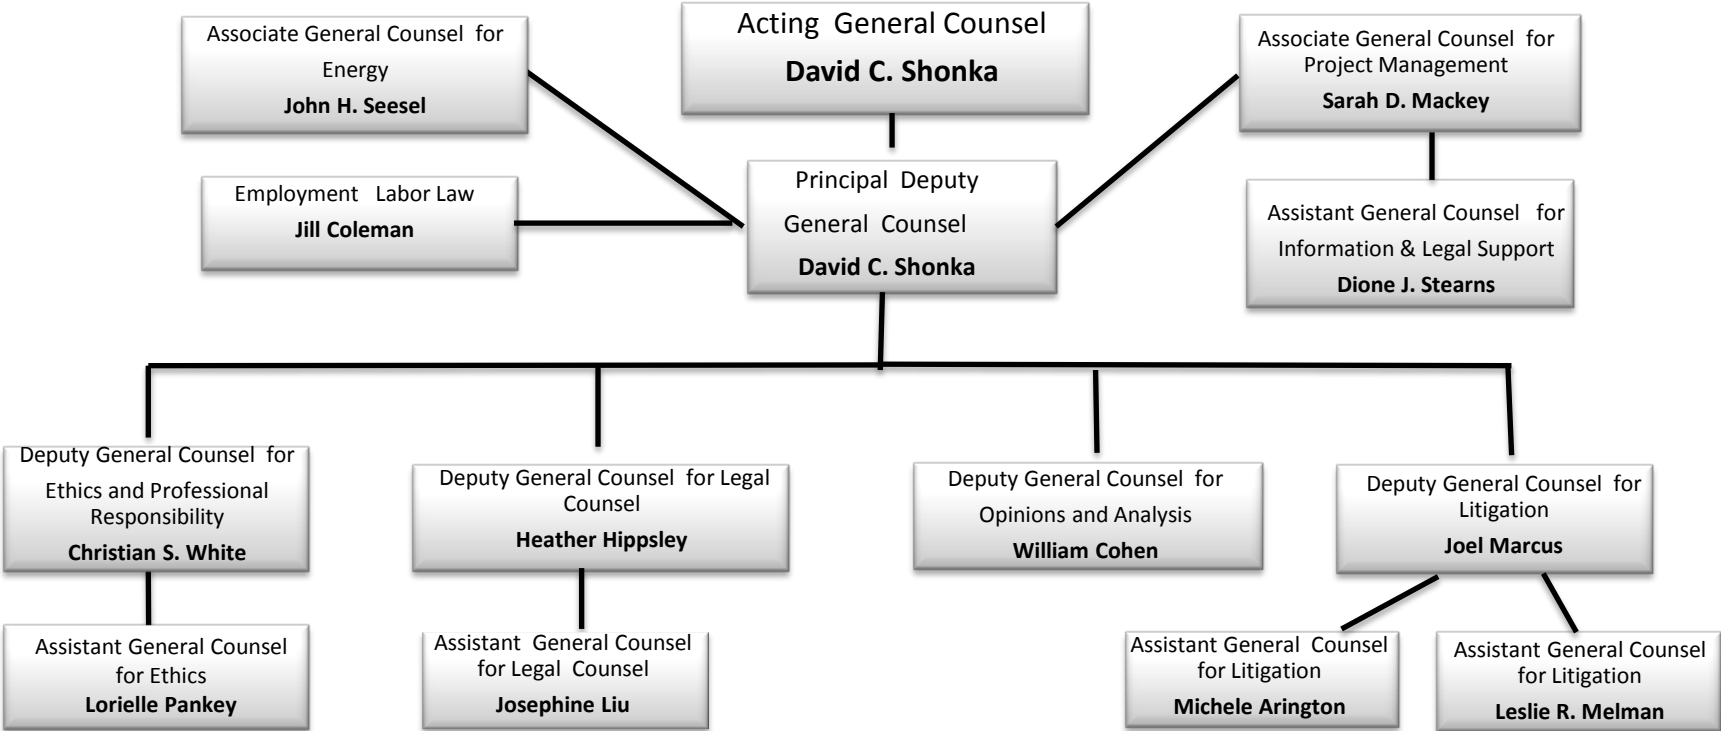 Associate General Counsel for
Energy
John H. Seesel
Acting General Counsel
David C. Shonka
Associate General Counsel for
Project Management
Sarah D. Mackey
Employment Labor Law
Jill Coleman
Principal Deputy
General Counsel
David C. Shonka
Assistant General Counsel for
Information & Legal Support
Dione J. Stearns
Deputy General Counsel for
Ethics and Professional
Responsibility
Christian S. White
Deputy General Counsel for Legal
Counsel
Heather Hippsley
Deputy General Counsel for
Opinions and Analysis
William Cohen
Deputy General Counsel for
Litigation
Joel Marcus
Assistant General Counsel
for Ethics
Lorielle Pankey
Assistant General Counsel
for Legal Counsel
Josephine Liu
Assistant General Counsel
for Litigation
Michele Arington
Assistant General Counsel
for Litigation
Leslie R. Melman